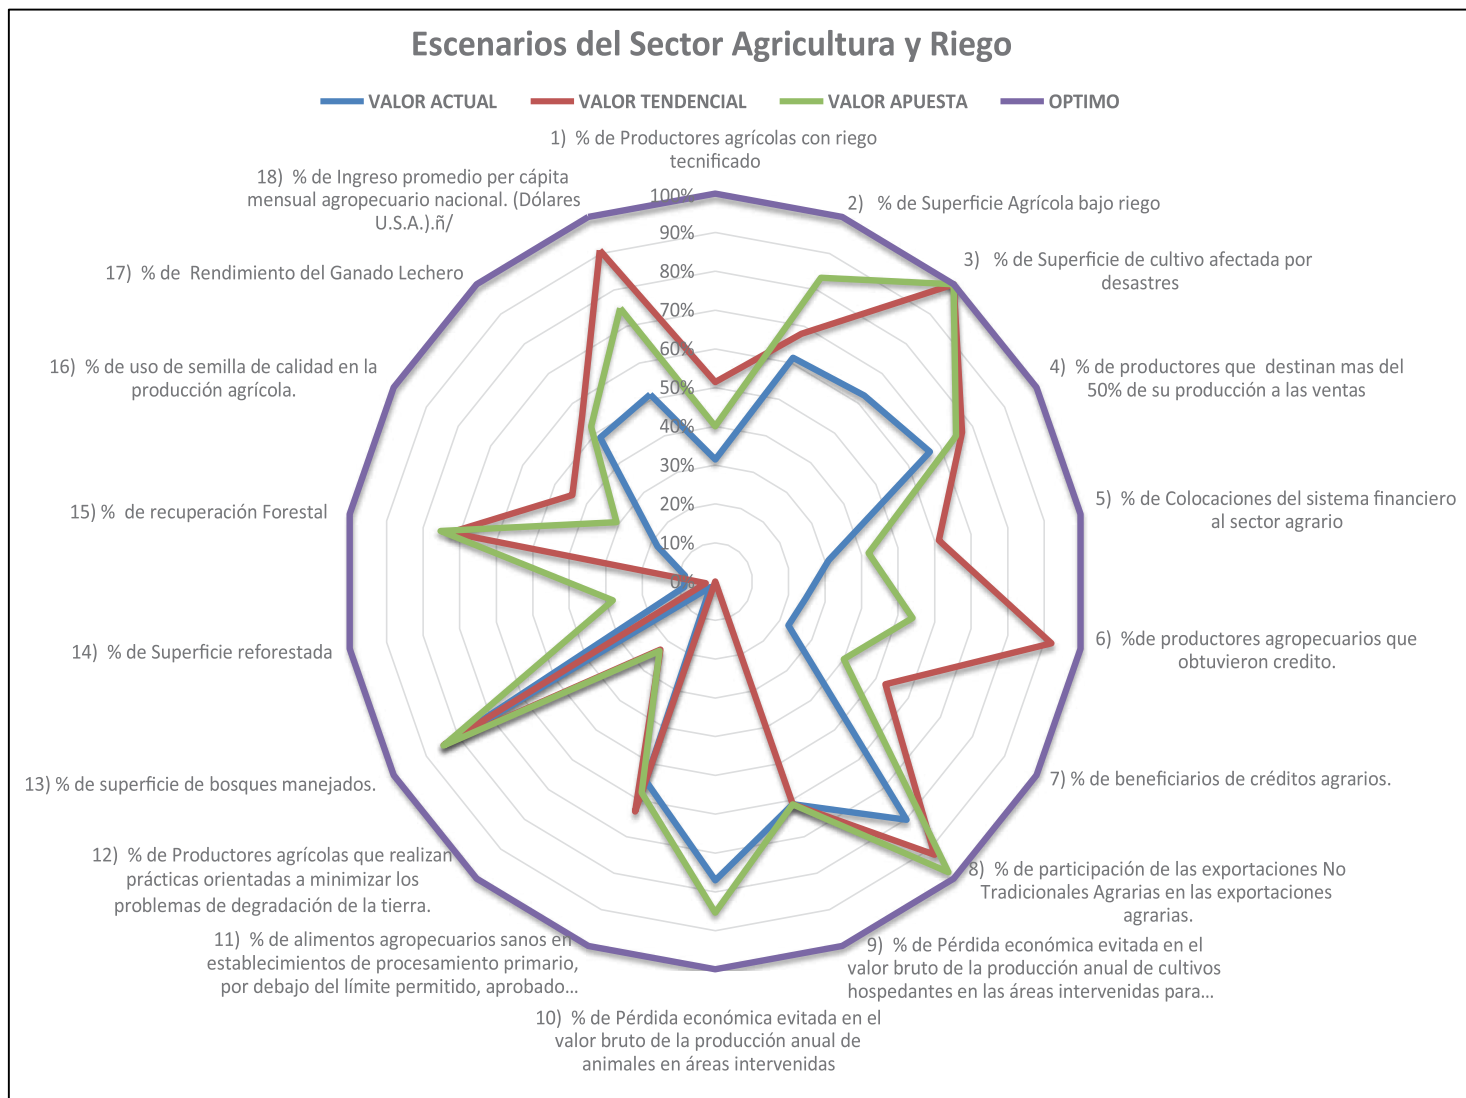 Escenarios del Sector Agricultura y Riego
VALOR ACTUAL VALOR TENDENCIAL VALOR APUESTA OPTIMO
1) % de Productores agrícolas con riego
tecnificado
2) % de Superficie Agrícola bajo riego
3) % de Superficie de cultivo afectada por
desastres
4) % de productores que destinan mas del
50% de su producción a las ventas
5) % de Colocaciones del sistema financiero
al sector agrario
6) %de productores agropecuarios que
obtuvieron credito.
7) % de beneficiarios de créditos agrarios.
8) % de participación de las exportaciones No
Tradicionales Agrarias en las exportaciones
agrarias.
9) % de Pérdida económica evitada en el
valor bruto de la producción anual de cultivos
hospedantes en las áreas intervenidas para...
10) % de Pérdida económica evitada en el
valor bruto de la producción anual de
animales en áreas intervenidas
11) % de alimentos agropecuarios sanos en
establecimientos de procesamiento primario,
por debajo del límite permitido, aprobado...
12) % de Productores agrícolas que realizan
prácticas orientadas a minimizar los
problemas de degradación de la tierra.
13) % de superficie de bosques manejados.
14) % de Superficie reforestada
15) % de recuperación Forestal
16) % de uso de semilla de calidad en la
producción agrícola.
17) % de Rendimiento del Ganado Lechero
18) % de Ingreso promedio per cápita
mensual agropecuario nacional. (Dólares
U.S.A.).ñ/
100%
90%
80%
70%
60%
50%
40%
30%
20%
10%
0%